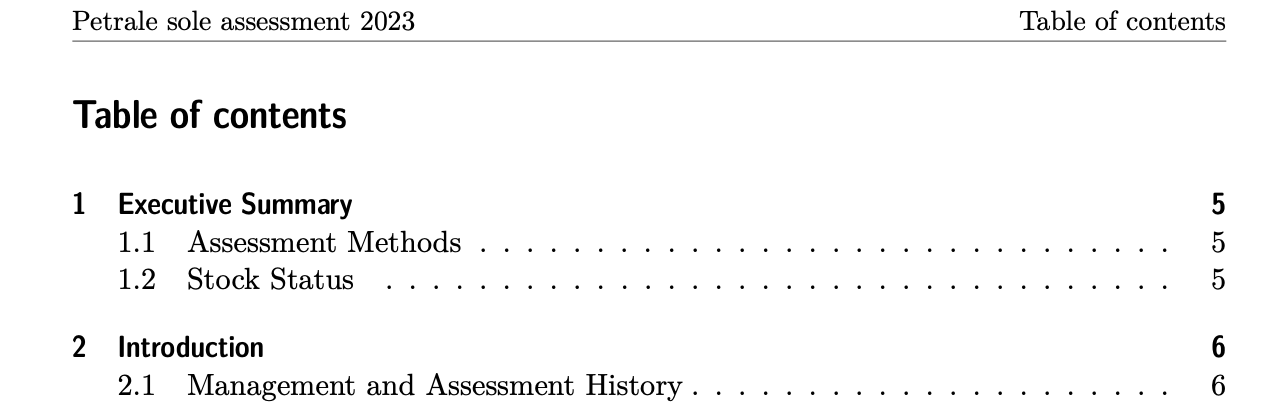 Petrale sole assessment 2023 Table of contents
Table of contents
1 Executive Summary 5
1.1 Assessment Methods . . . . . . . . . . . . . . . . . . . . . . . . . . . . . . 5
1.2 Stock Status . . . . . . . . . . . . . . . . . . . . . . . . . . . . . . . . . . 5
2 Introduction 6
2.1 Management and Assessment History . . . . . . . . . . . . . . . . . . . . . 6